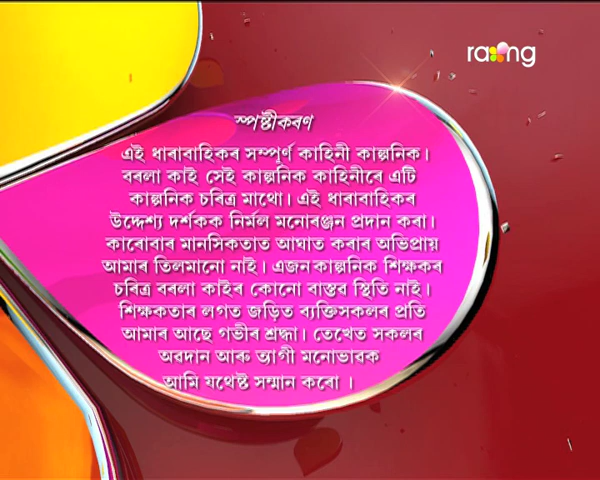 rang
স্পষ্টীকৰণ
এই ধাৰাবাহিকৰ সম্পূৰ্ণ কাহিনী কাল্পনিক।
বৰলা কাই সেই কাল্পনিক কাহিনীৰে এটি
কাল্পনিক চৰিত্ৰ মাথো। এই ধাৰাবাহিকৰ
উদ্দেশ্য দৰ্শকক নিৰ্মল মনোৰঞ্জন প্ৰদান কৰা।
কাৰোবাৰ মানসিকতাত আঘাত কৰাৰ অভিপ্ৰায়
আমাৰ তিলমানো নাই। এজন কাল্পনিক শিক্ষকৰ
চৰিত্ৰ বৰলা কাইৰ কোনো বাস্তৱ স্থিতি নাই।
শিক্ষকতাৰ লগত জড়িত ব্যক্তিসকলৰ প্ৰতি
আমাৰ আছে গভীৰ শ্ৰদ্ধা। তেখেত সকলৰ
অৱদান আৰু ত্যাগী মনোভাৱক
আমি যথেষ্ট সন্মান কৰো ।